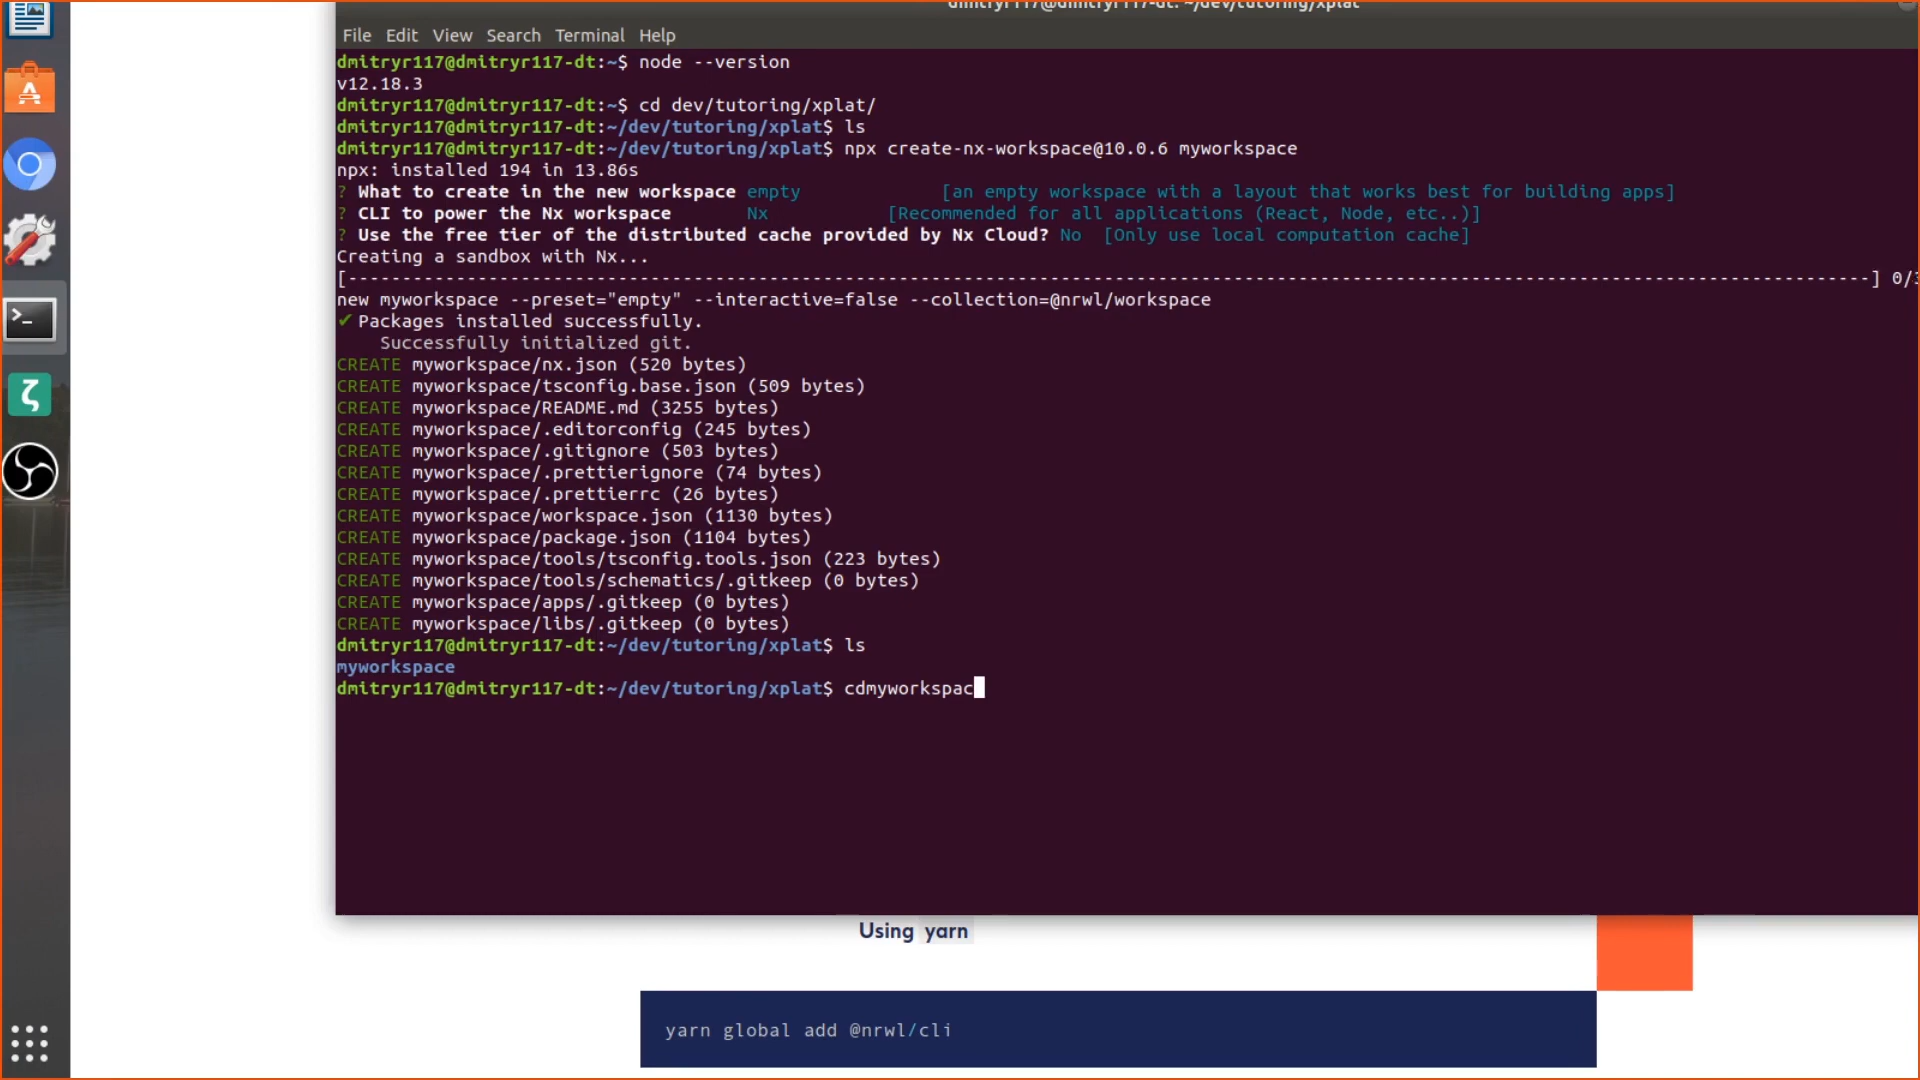 dmitryr117@dmitryr117-dt: ~/dev/tutoring/xplat
File Edit View Search Terminal Help
dmitryr117@dmitryr117-dt:~$ node --version
v12.18.3
dmitryr117@dmitryr117-dt:~$ cd dev/tutoring/xplat/
dmitryr117@dmitryr117-dt:~/dev/tutoring/xplat$ ls
dmitryr117@dmitryr117-dt:~/dev/tutoring/xplat$ npx create-nx-workspace@10.0.6 myworkspace
npx: installed 194 in 13.86s
? What to create in the new workspace empty [an empty workspace with a layout that works best for building apps]
? CLI to power the Nx workspace Nx [Recommended for all applications (React, Node, etc..)]
? Use the free tier of the distributed cache provided by Nx Cloud? No [Only use local computation cache]
Creating a sandbox with Nx...
[----------------------------------------------------------------------------------------------------------------------------------------------] 0/3
new myworkspace --preset="empty" --interactive=false --collection=@nrwl/workspace
✔ Packages installed successfully.
Successfully initialized git.
CREATE myworkspace/nx.json (520 bytes)
CREATE myworkspace/tsconfig.base.json (509 bytes)
CREATE myworkspace/README.md (3255 bytes)
CREATE myworkspace/.editorconfig (245 bytes)
CREATE myworkspace/.gitignore (503 bytes)
CREATE myworkspace/.prettierignore (74 bytes)
CREATE myworkspace/.prettierrc (26 bytes)
CREATE myworkspace/workspace.json (1130 bytes)
CREATE myworkspace/package.json (1104 bytes)
CREATE myworkspace/tools/tsconfig.tools.json (223 bytes)
CREATE myworkspace/tools/schematics/.gitkeep (0 bytes)
CREATE myworkspace/apps/.gitkeep (0 bytes)
CREATE myworkspace/libs/.gitkeep (0 bytes)
dmitryr117@dmitryr117-dt:~/dev/tutoring/xplat$ ls
myworkspace
dmitryr117@dmitryr117-dt:~/dev/tutoring/xplat$ cdmyworkspac
Using yarn
yarn global add @nrwl/cli